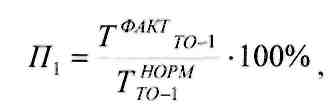 П₁ = T^ФАКТ_ТО−1 / T^НОРМ_ТО−1 · 100% ,